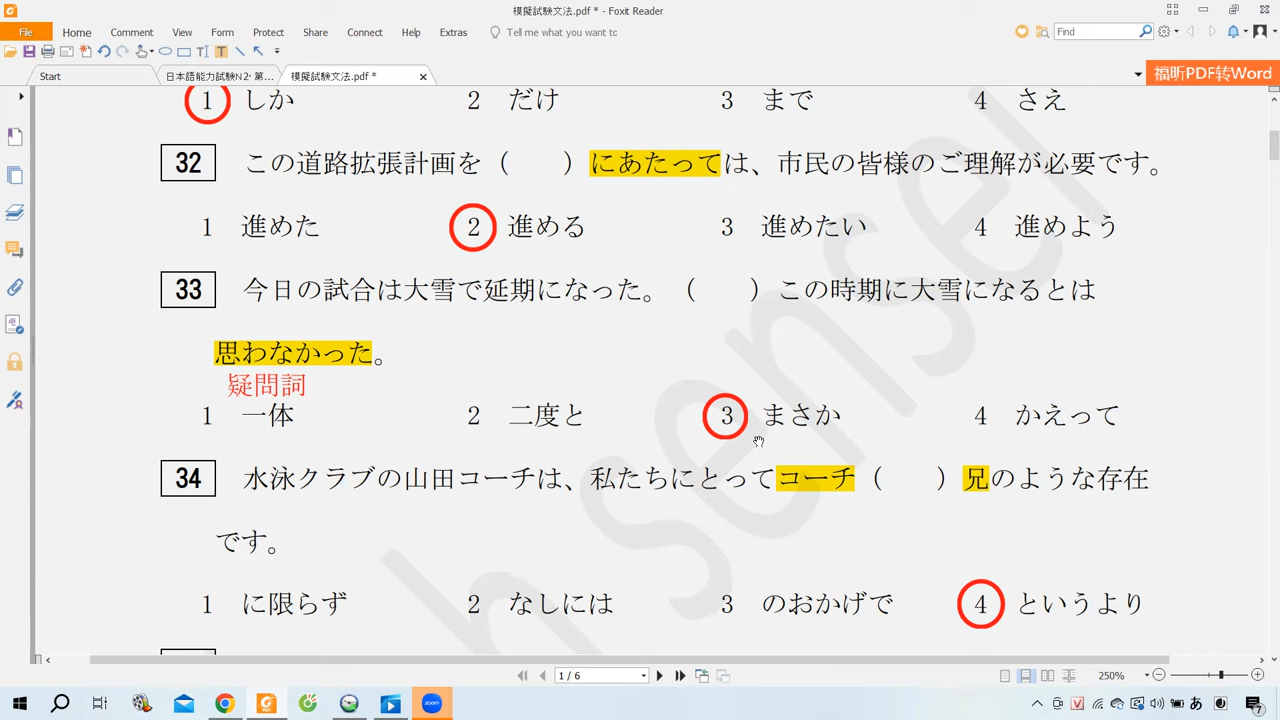 模擬試験文法.pdf * - Foxit Reader
File Home Comment View Form Protect Share Connect Help Extras Tell me what you want to Find
Start 日本語能力試験N2- 第... 模擬試験文法.pdf * 福昕PDF转Word
1 しか 2 だけ 3 まで 4 さえ
32 この道路拡張計画を（ ）にあたっては、市民の皆様のご理解が必要です。
1 進めた 2 進める 3 進めたい 4 進めよう
33 今日の試合は大雪で延期になった。（ ）この時期に大雪になるとは
思わなかった。
疑問詞
1 一体 2 二度と 3 まさか 4 かえって
34 水泳クラブの山田コーチは、私たちにとってコーチ（ ）兄のような存在
です。
1 に限らず 2 なしには 3 のおかげで 4 というより
1 / 6 250%
zoom あ 7